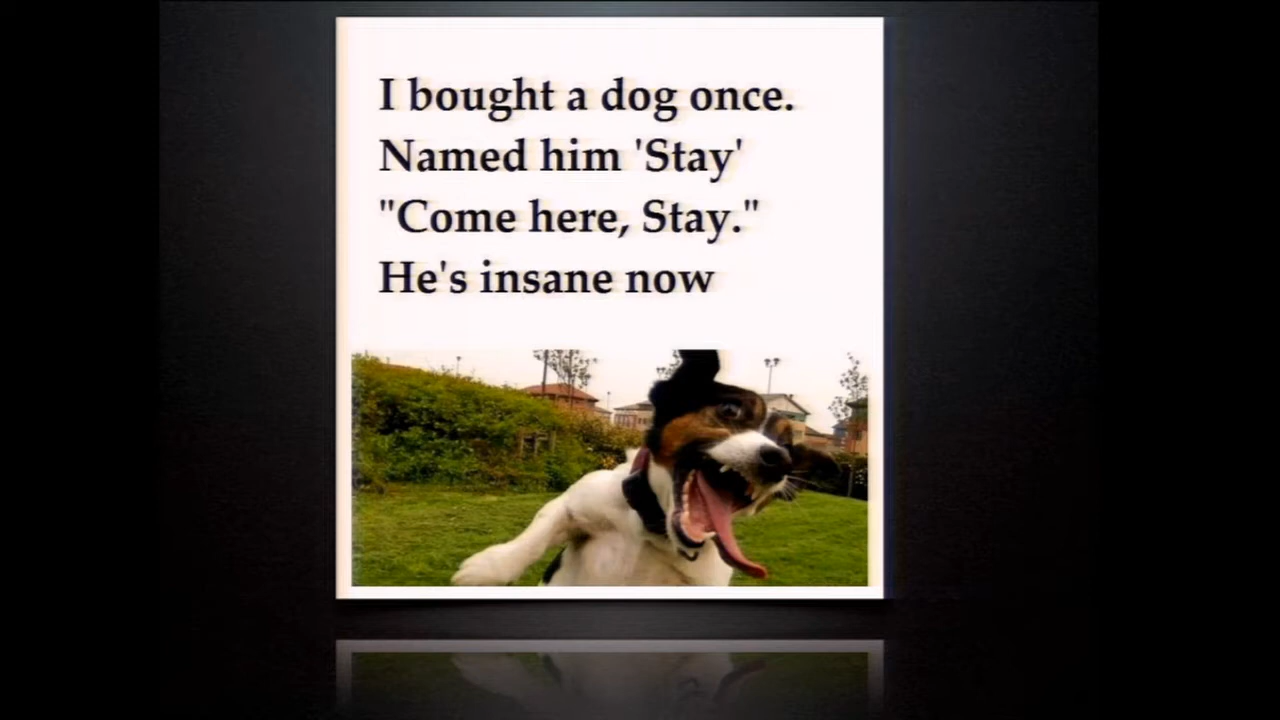 I bought a dog once.
Named him 'Stay'
"Come here, Stay."
He's insane now